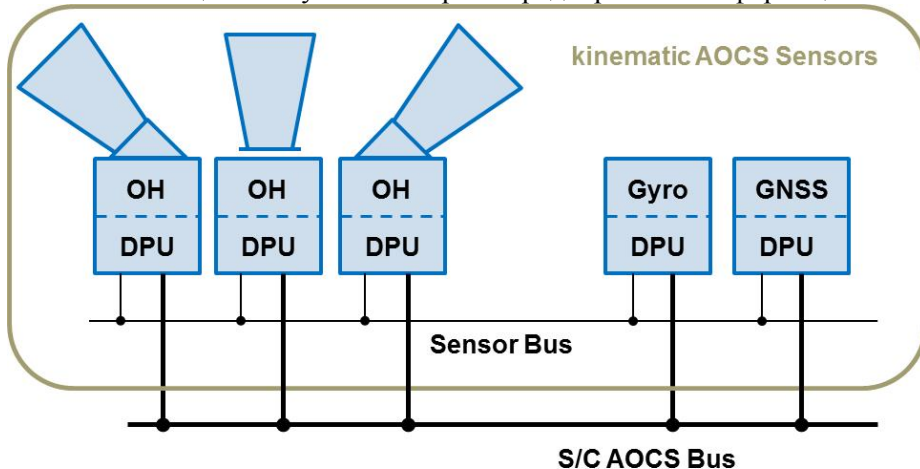 kinematic AOCS Sensors
OH OH OH Gyro GNSS
DPU DPU DPU DPU DPU
Sensor Bus
S/C AOCS Bus